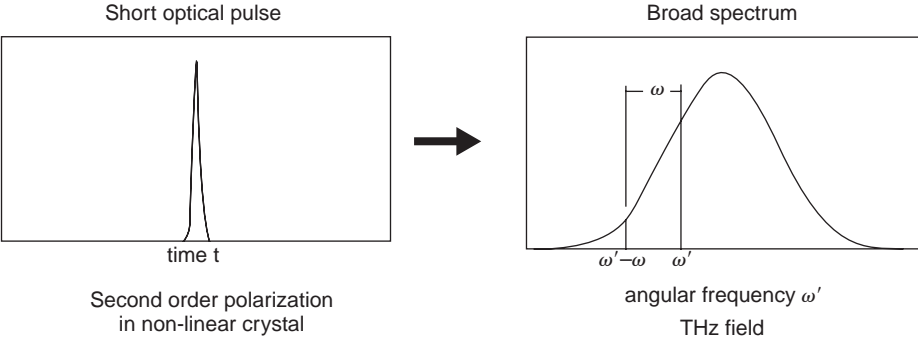 Short optical pulse
Broad spectrum
ω
time t
ω′−ω
ω′
Second order polarization
in non-linear crystal
angular frequency ω′
THz field